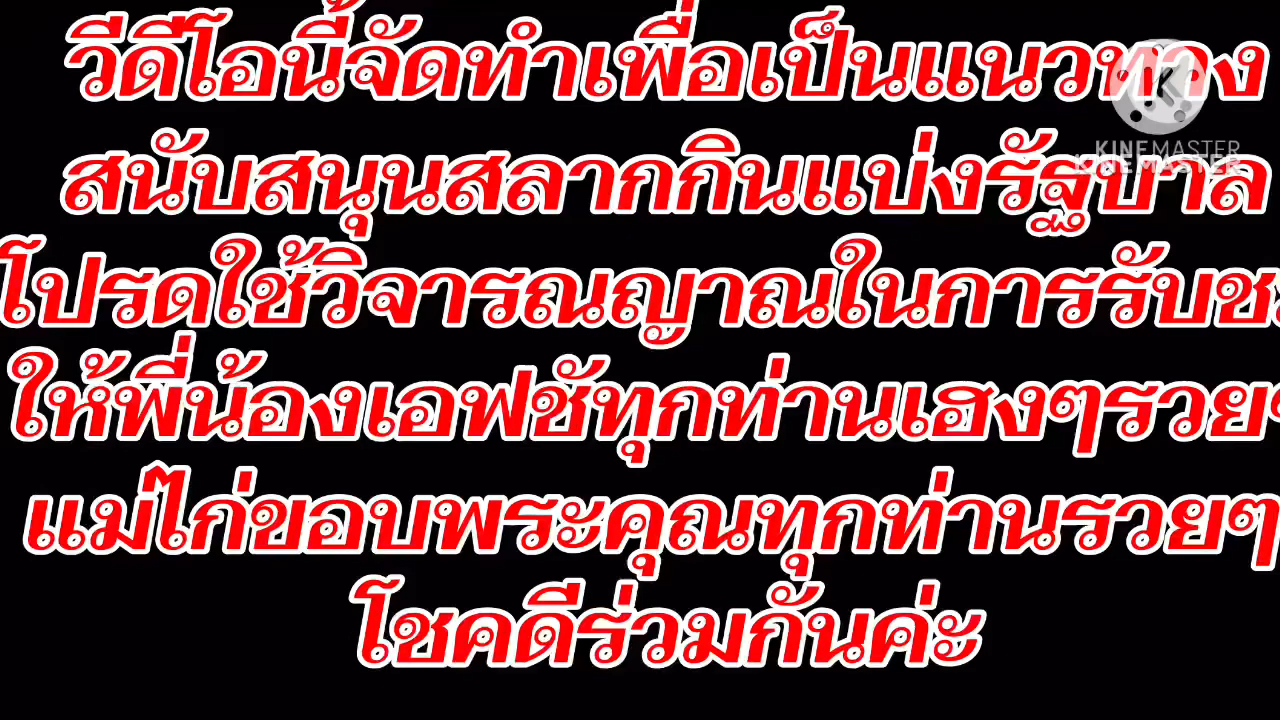 วีดีโอนี้จัดทำเพื่อเป็นแนวทาง
KINEMASTER
KINEMASTER
สนับสนุนสลากกินแบ่งรัฐบาล
โปรดใช้วิจารณญาณในการรับช
ให้พี่น้องเอฟซัทุกท่านเฮงๆรวย
แม่ไก่ขอบพระคุณทุกท่านรวยๆ
โชคดีร่วมกันค่ะ